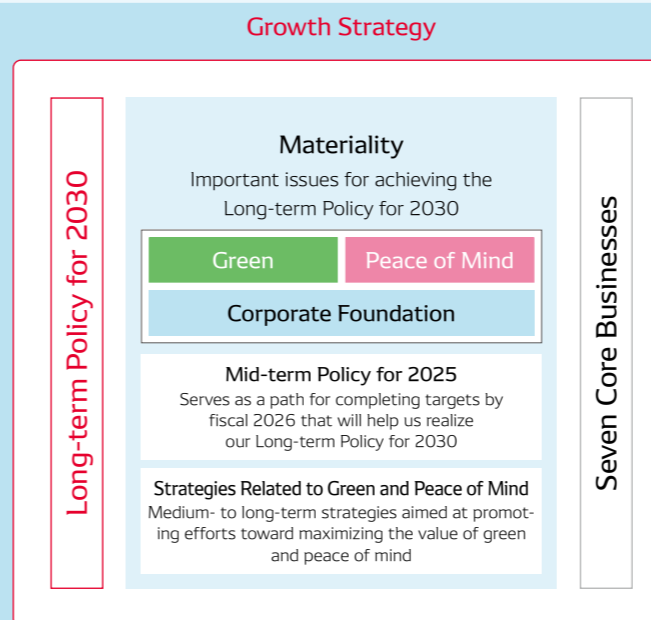 Growth Strategy
Long-term Policy for 2030
Materiality
Important issues for achieving the
Long-term Policy for 2030
Green
Peace of Mind
Corporate Foundation
Mid-term Policy for 2025
Serves as a path for completing targets by
fiscal 2026 that will help us realize
our Long-term Policy for 2030
Strategies Related to Green and Peace of Mind
Medium- to long-term strategies aimed at promot-
ing efforts toward maximizing the value of green
and peace of mind
Seven Core Businesses